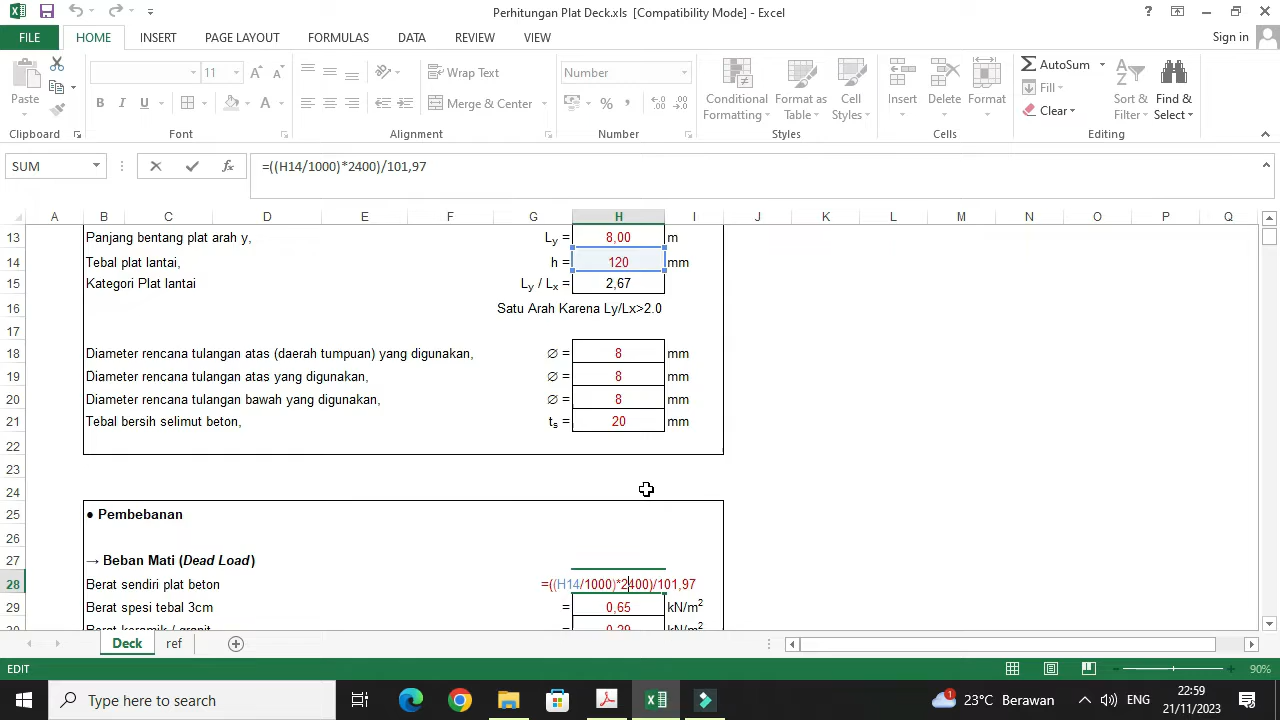 Perhitungan Plat Deck.xls [Compatibility Mode] - Excel
FILE HOME INSERT PAGE LAYOUT FORMULAS DATA REVIEW VIEW Sign in
Paste 11 Wrap Text Number AutoSum
B I U Merge & Center % Conditional Formatting Format as Table Cell Styles Insert Delete Format Fill Clear Sort & Filter Find & Select
Clipboard Font Alignment Number Styles Cells Editing
SUM fx =((H14/1000)*2400)/101,97
A B C D E F G H I J K L M N O P Q
13 Panjang bentang plat arah y, Ly = 8,00 m
14 Tebal plat lantai, h = 120 mm
15 Kategori Plat lantai Ly / Lx = 2,67
16 Satu Arah Karena Ly/Lx>2.0
17
18 Diameter rencana tulangan atas (daerah tumpuan) yang digunakan, ∅ = 8 mm
19 Diameter rencana tulangan atas yang digunakan, ∅ = 8 mm
20 Diameter rencana tulangan bawah yang digunakan, ∅ = 8 mm
21 Tebal bersih selimut beton, ts = 20 mm
22
23
24
25 ● Pembebanan
26
27 → Beban Mati (Dead Load)
28 Berat sendiri plat beton =((H14/1000)*2400)/101,97
29 Berat spesi tebal 3cm = 0,65 kN/m2
Deck ref
EDIT 90%
Type here to search 1 23°C Berawan ENG 22:59
21/11/2023